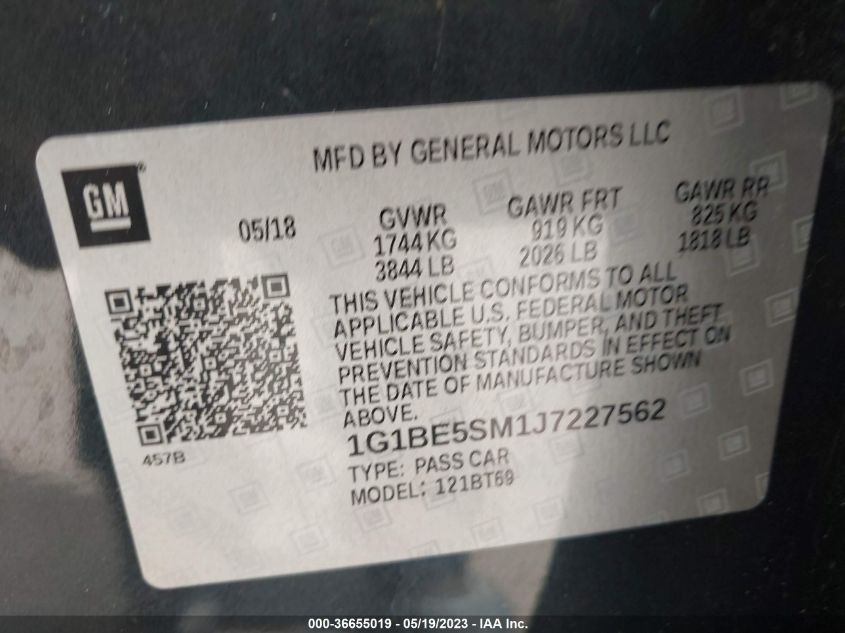 MFD BY GENERAL MOTORS LLC
GM®
05/18
GVWR
1744 KG
3844 LB
GAWR FRT
919 KG
2026 LB
GAWR RR
825 KG
1818 LB
THIS VEHICLE CONFORMS TO ALL
APPLICABLE U.S. FEDERAL MOTOR
VEHICLE SAFETY, BUMPER, AND THEFT
PREVENTION STANDARDS IN EFFECT ON
THE DATE OF MANUFACTURE SHOWN
ABOVE.
1G1BE5SM1J7227562
457B
TYPE: PASS CAR
MODEL: 121BT69
000-36655019 - 05/19/2023 - IAA Inc.